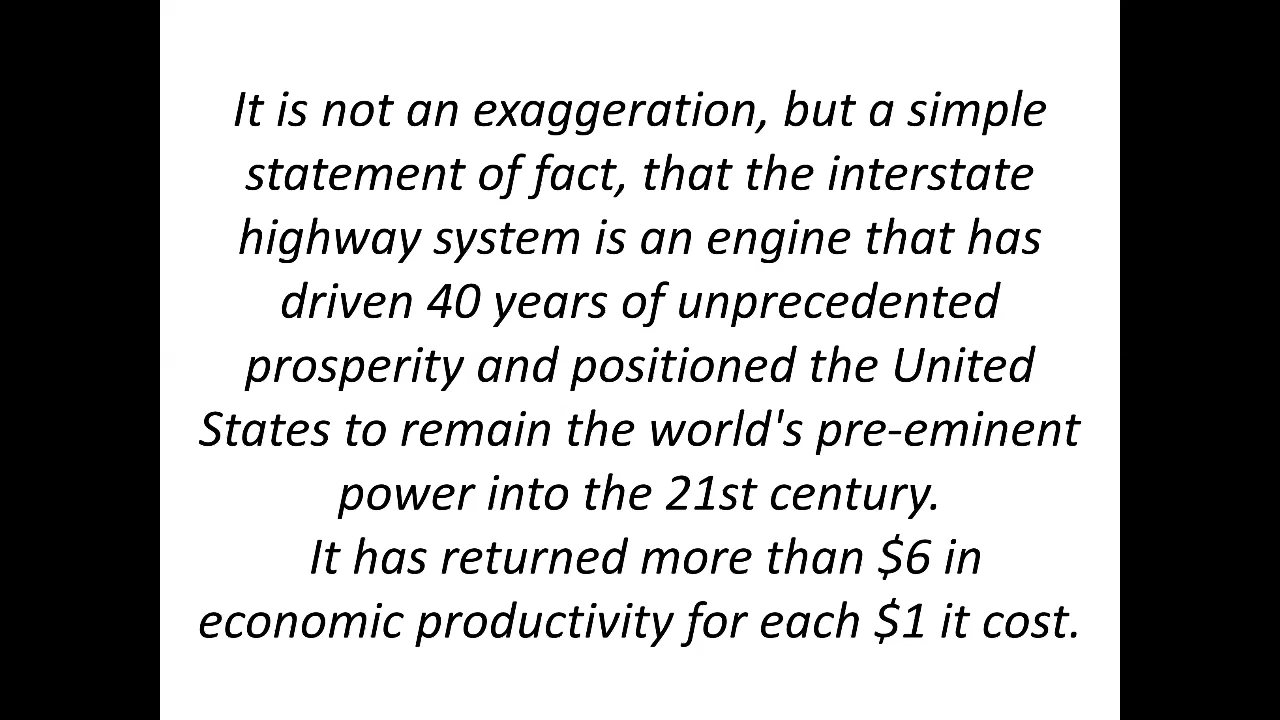 It is not an exaggeration, but a simple
statement of fact, that the interstate
highway system is an engine that has
driven 40 years of unprecedented
prosperity and positioned the United
States to remain the world's pre-eminent
power into the 21st century.
It has returned more than $6 in
economic productivity for each $1 it cost.